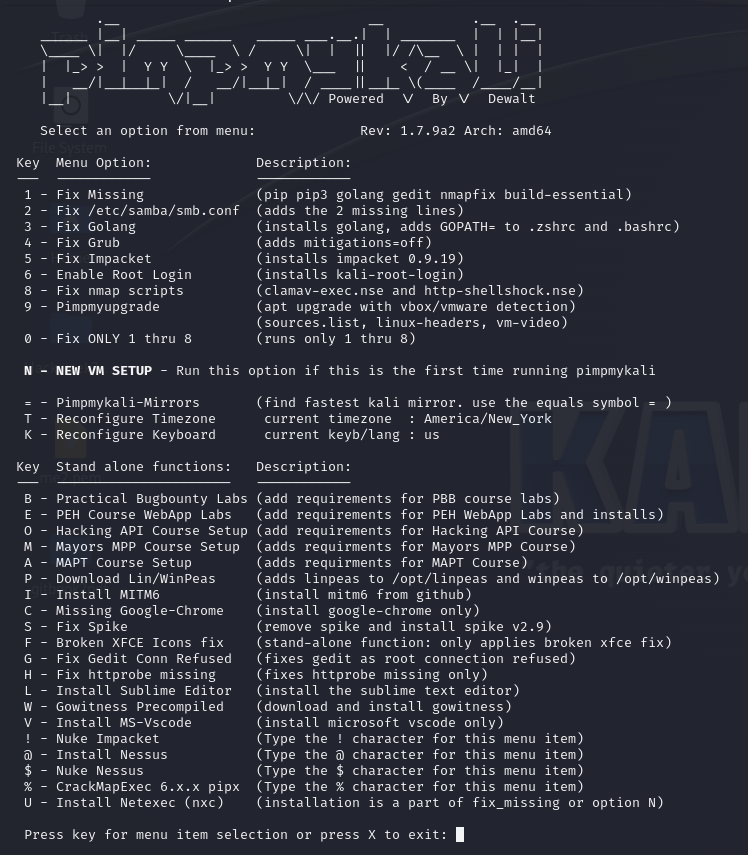 Powered By Dewalt
Select an option from menu: Rev: 1.7.9a2 Arch: amd64
Key Menu Option: Description:
1 - Fix Missing (pip pip3 golang gedit nmapfix build-essential)
2 - Fix /etc/samba/smb.conf (adds the 2 missing lines)
3 - Fix Golang (installs golang, adds GOPATH= to .zshrc and .bashrc)
4 - Fix Grub (adds mitigations=off)
5 - Fix Impacket (installs impacket 0.9.19)
6 - Enable Root Login (installs kali-root-login)
8 - Fix nmap scripts (clamav-exec.nse and http-shellshock.nse)
9 - Pimpmyupgrade (apt upgrade with vbox/vmware detection)
(sources.list, linux-headers, vm-video)
0 - Fix ONLY 1 thru 8 (runs only 1 thru 8)
N - NEW VM SETUP - Run this option if this is the first time running pimpmykali
= - Pimpmykali-Mirrors (find fastest kali mirror. use the equals symbol = )
T - Reconfigure Timezone current timezone : America/New_York
K - Reconfigure Keyboard current keyb/lang : us
Key Stand alone functions: Description:
B - Practical Bugbounty Labs (add requirements for PBB course labs)
E - PEH Course WebApp Labs (add requirements for PEH WebApp Labs and installs)
O - Hacking API Course Setup (add requirements for Hacking API Course)
M - Mayors MPP Course Setup (adds requirments for Mayors MPP Course)
A - MAPT Course Setup (adds requirments for MAPT Course)
P - Download Lin/WinPeas (adds linpeas to /opt/linpeas and winpeas to /opt/winpeas)
I - Install MITM6 (install mitm6 from github)
C - Missing Google-Chrome (install google-chrome only)
S - Fix Spike (remove spike and install spike v2.9)
F - Broken XFCE Icons fix (stand-alone function: only applies broken xfce fix)
G - Fix Gedit Conn Refused (fixes gedit as root connection refused)
H - Fix httprobe missing (fixes httprobe missing only)
L - Install Sublime Editor (install the sublime text editor)
W - Gowitness Precompiled (download and install gowitness)
V - Install MS-Vscode (install microsoft vscode only)
! - Nuke Impacket (Type the ! character for this menu item)
@ - Install Nessus (Type the @ character for this menu item)
$ - Nuke Nessus (Type the $ character for this menu item)
% - CrackMapExec 6.x.x pipx (Type the % character for this menu item)
U - Install Netexec (nxc) (installation is a part of fix_missing or option N)
Press key for menu item selection or press X to exit: